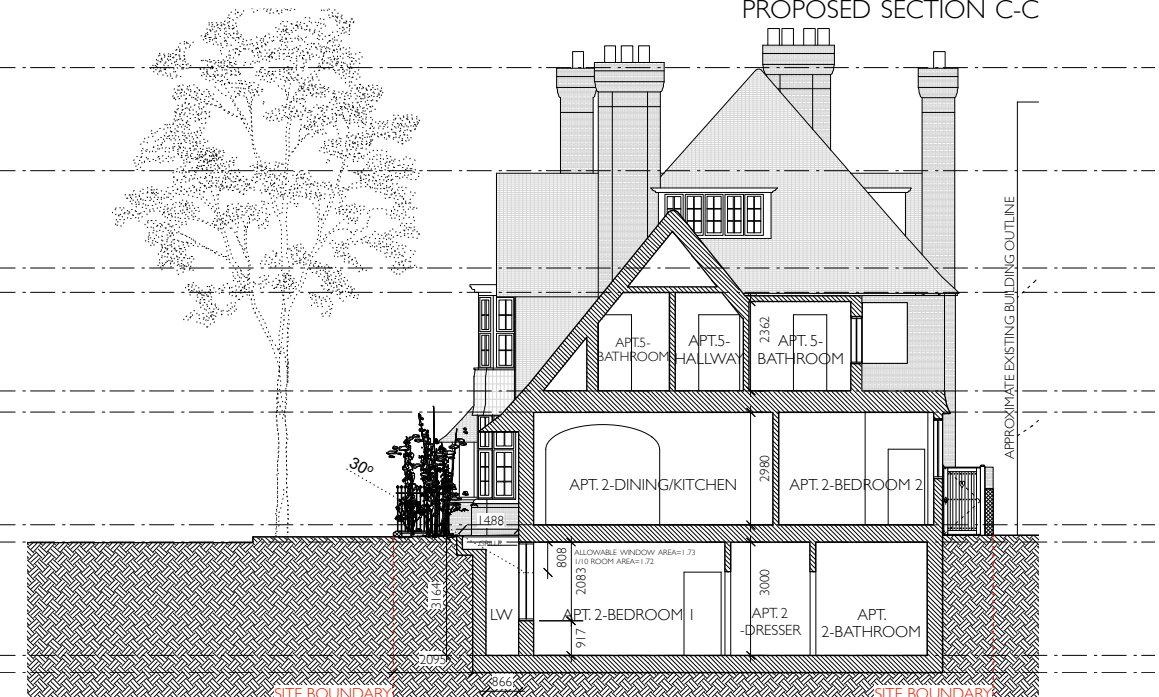 PROPOSED SECTION C-C
APPROXIMATE EXISTING BUILDING OUTLINE
APT.5-
BATHROOM
APT.5-
HALLWAY
2362
APT. 5-
BATHROOM
30º
APT. 2-DINING/KITCHEN
2980
APT. 2-BEDROOM 2
1488
808
ALLOWABLE WINDOW AREA=1.73
1/10 ROOM AREA=1.72
2083
3164
3000
LW
APT. 2-BEDROOM 1
APT. 2
-DRESSER
APT.
2-BATHROOM
917
2095
866
SITE BOUNDARY
SITE BOUNDARY